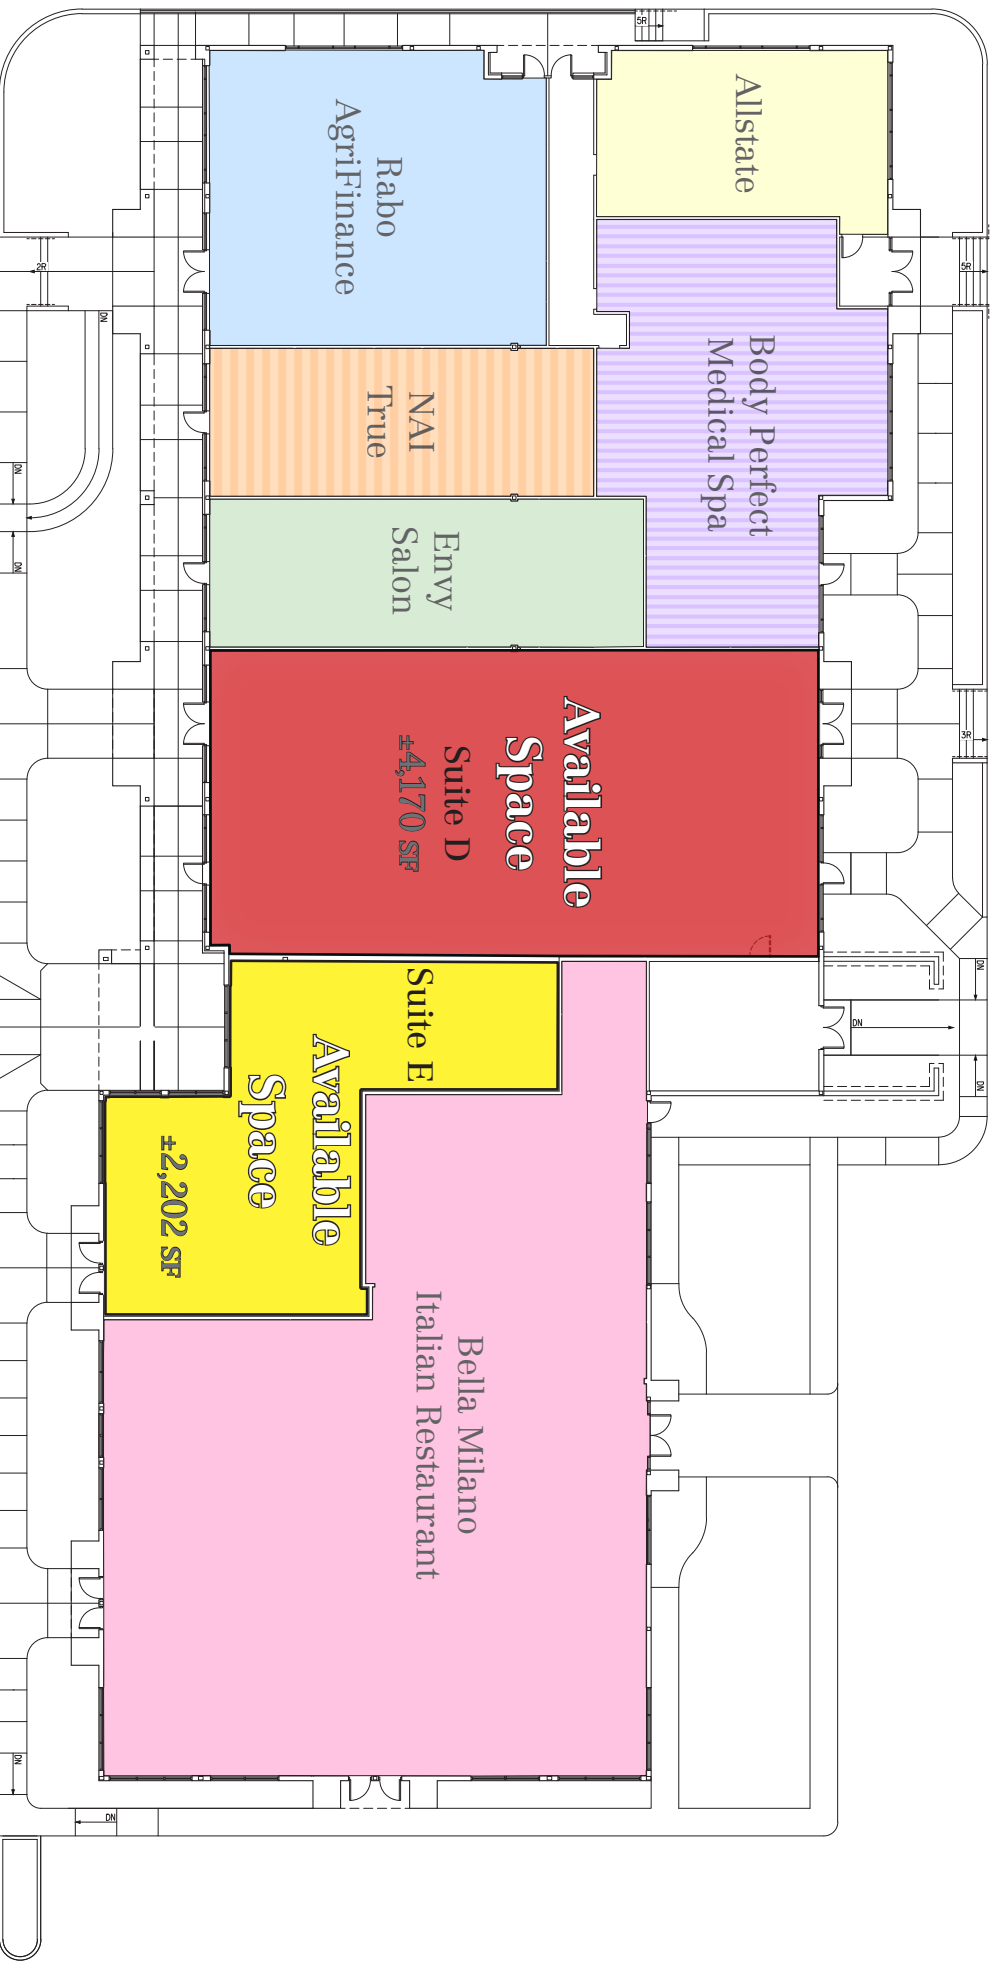 5R
Allstate
Rabo
AgriFinance
2R
5R
DN
Body Perfect
Medical Spa
NAI
True
DN
DN
Envy
Salon
3R
Available
Space
Suite D
±4,170 SF
DN
DN
DN
Suite E
Available
Space
±2,202 SF
Bella Milano
Italian Restaurant
DN
DN